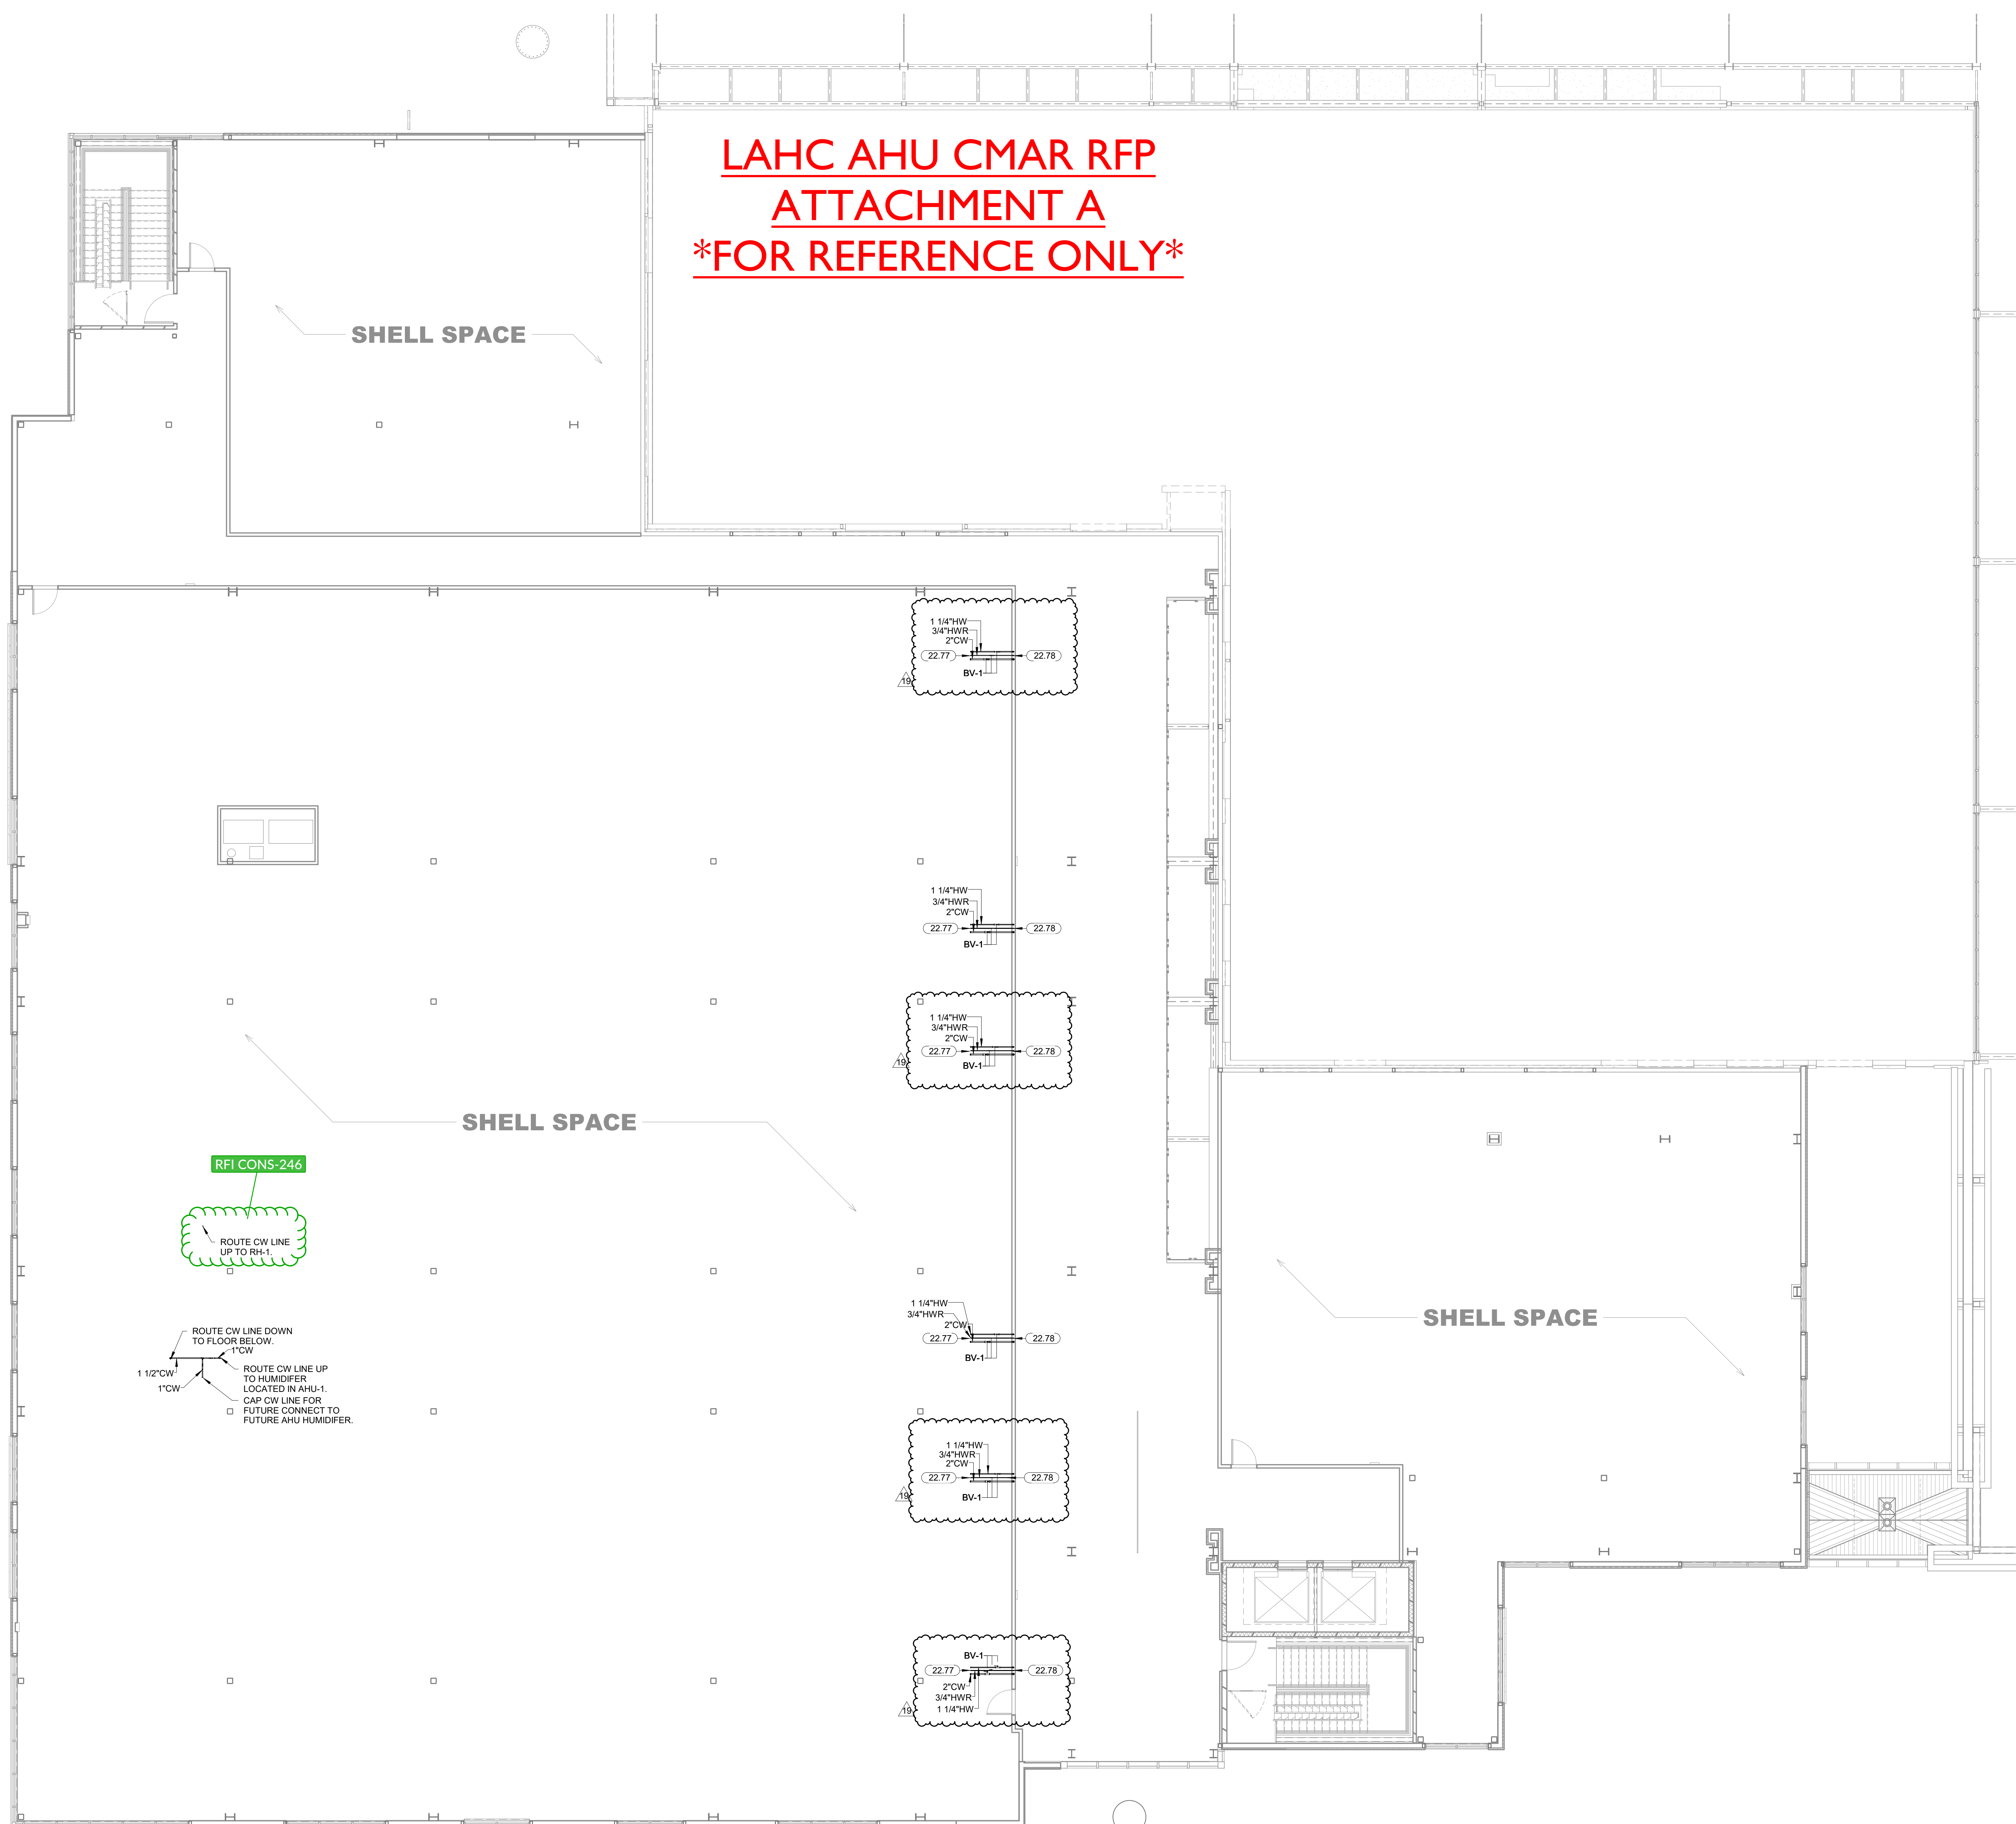 LAHC AHU CMAR RFP
ATTACHMENT A
*FOR REFERENCE ONLY*
SHELL SPACE
1 1/4"HW
3/4"HWR
2"CW
22.77
22.78
BV-1
19
1 1/4"HW
3/4"HWR
2"CW
22.77
22.78
BV-1
1 1/4"HW
3/4"HWR
2"CW
22.77
22.78
BV-1
19
SHELL SPACE
RFI CONS-246
ROUTE CW LINE
UP TO RH-1.
1 1/4"HW
3/4"HWR
2"CW
22.77
22.78
BV-1
SHELL SPACE
ROUTE CW LINE DOWN
TO FLOOR BELOW.
1"CW
1 1/2"CW
1"CW
ROUTE CW LINE UP
TO HUMIDIFER
LOCATED IN AHU-1.
CAP CW LINE FOR
FUTURE CONNECT TO
FUTURE AHU HUMIDIFER.
1 1/4"HW
3/4"HWR
2"CW
22.77
22.78
BV-1
19
BV-1
22.77
22.78
2"CW
3/4"HWR
1 1/4"HW
19